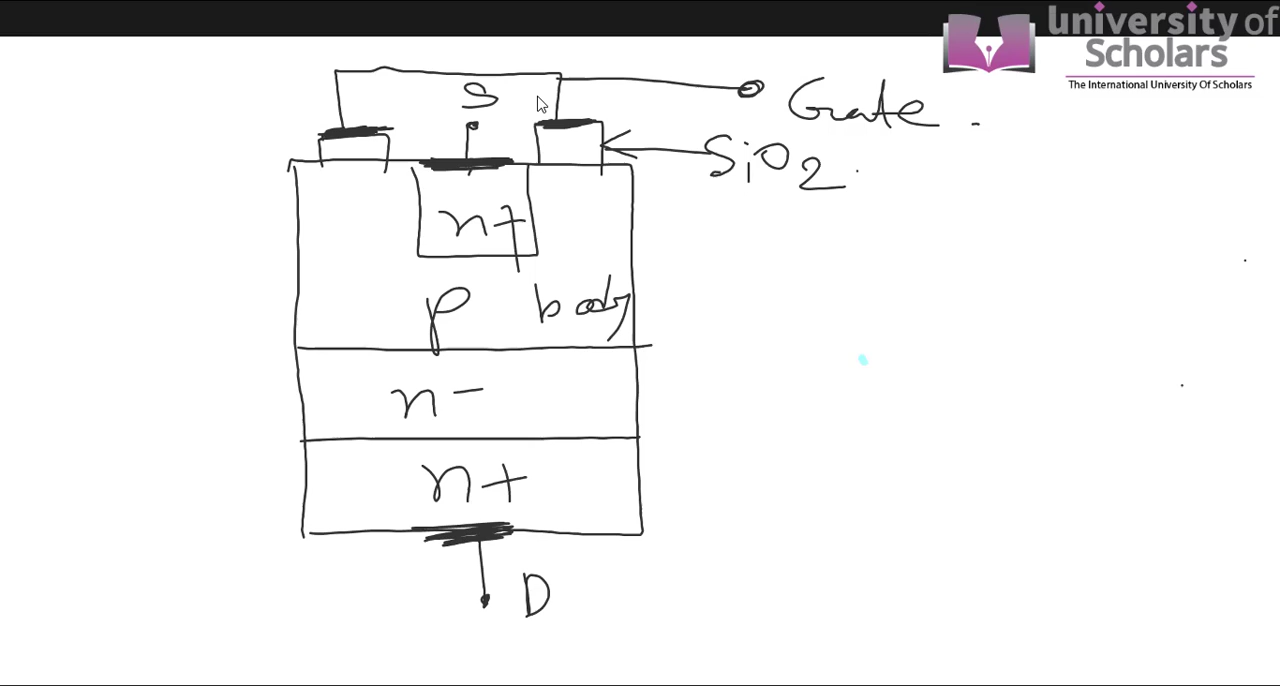 University of
Scholars
The International University Of Scholars
S
Gate.
SiO2
n+
p body
n-
n+
D